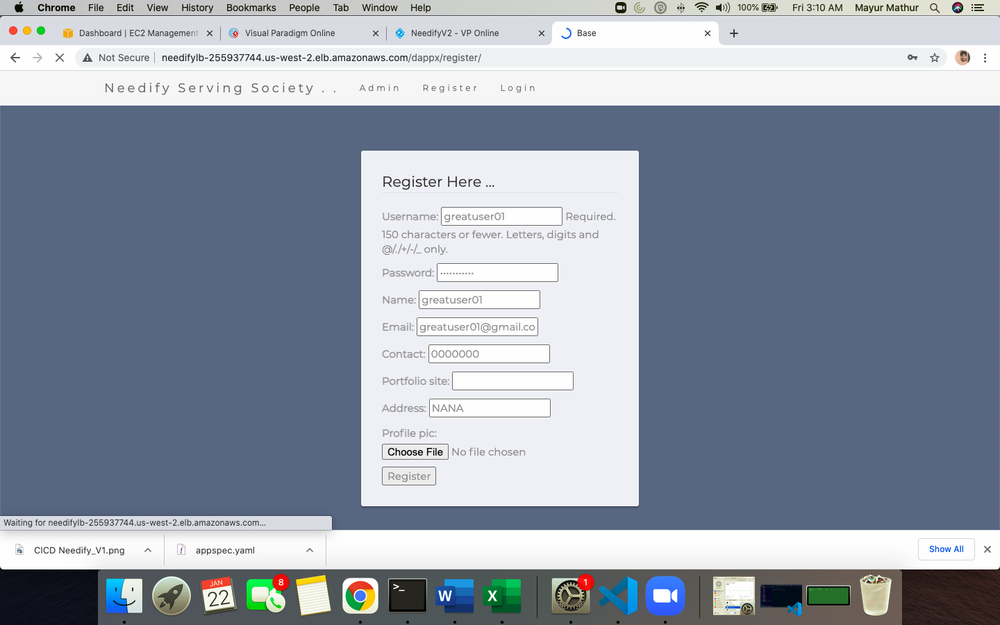 Chrome File Edit View History Bookmarks People Tab Window Help 100% Fri 3:10 AM Mayur Mathur
Dashboard | EC2 Management Visual Paradigm Online NeedifyV2 - VP Online Base
Not Secure needifylb-255937744.us-west-2.elb.amazonaws.com/dappx/register/
Needify Serving Society . . Admin Register Login
Register Here ...
Username: greatuser01 Required.
150 characters or fewer. Letters, digits and
@/./+/-/_ only.
Password: •••••••••••
Name: greatuser01
Email: greatuser01@gmail.co
Contact: 0000000
Portfolio site:
Address: NANA
Profile pic:
Choose File No file chosen
Register
Waiting for needifylb-255937744.us-west-2.elb.amazonaws.com...
CICD Needify_V1.png appspec.yaml Show All
JAN
22
8
>_
W
X
1